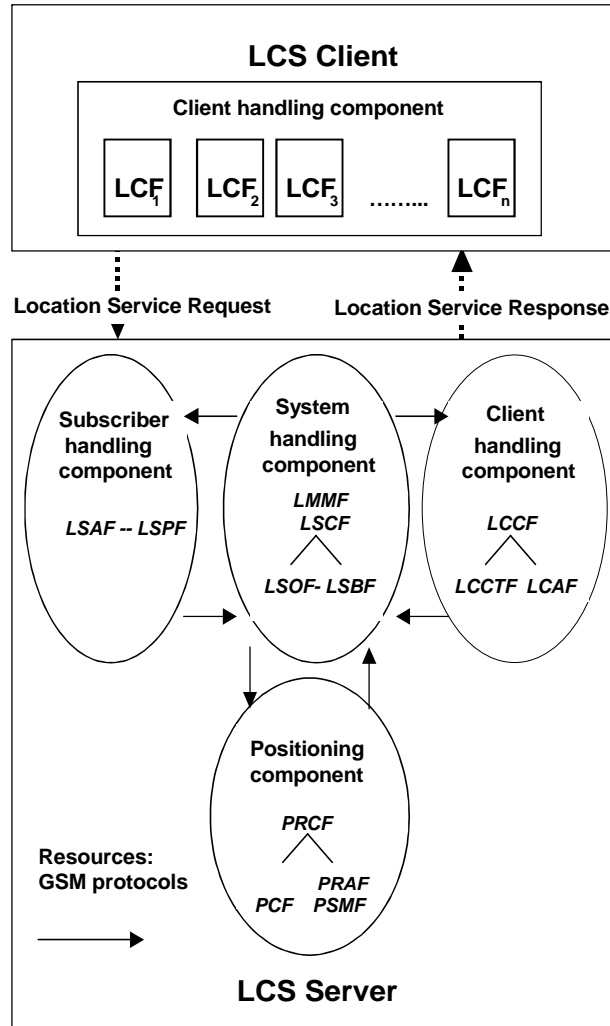 LCS Client
Client handling component
LCF1 LCF2 LCF3 ……... LCFn
Location Service Request
Location Service Response
Subscriber
handling
component
LSAF -- LSPF
System
handling
component
LMMF
LSCF
LSOF- LSBF
Client
handling
component
LCCF
LCCTF LCAF
Positioning
component
PRCF
PRAF
PCF PSMF
Resources:
GSM protocols
LCS Server